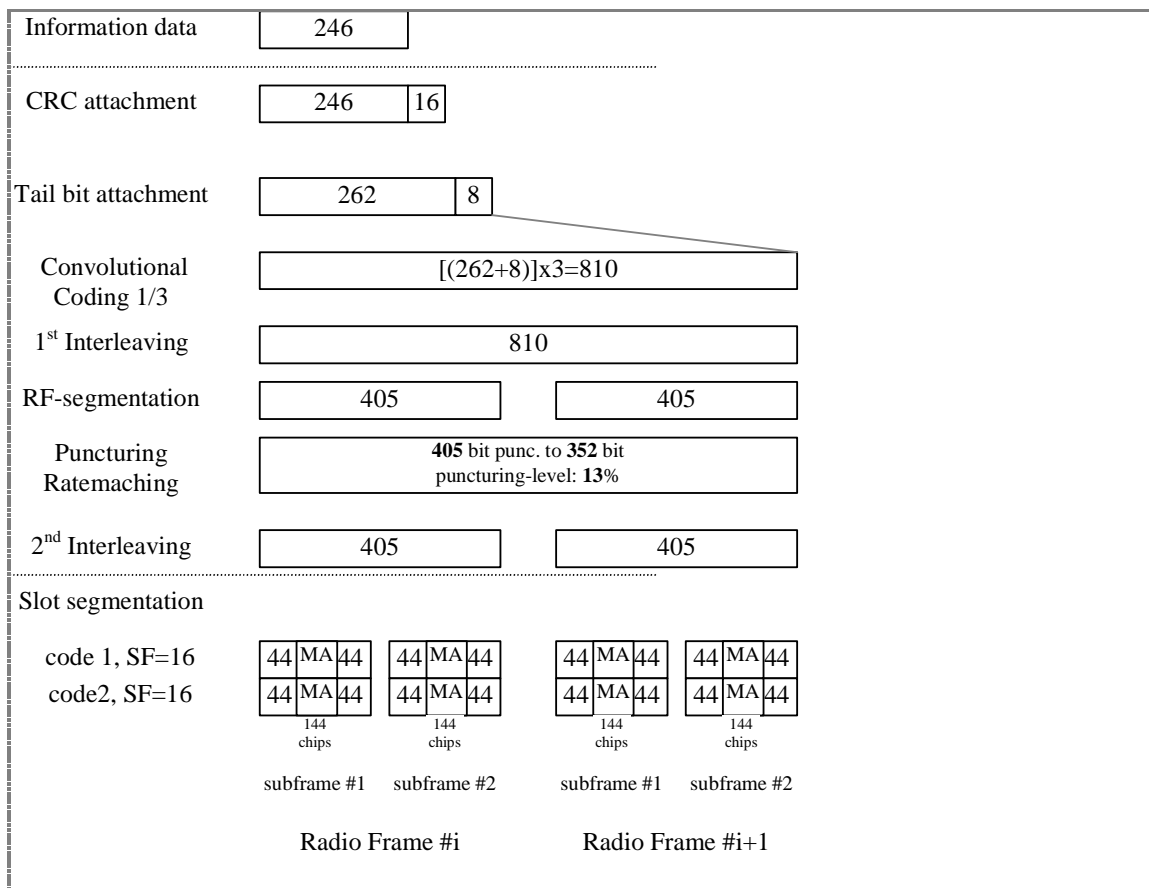 Information data 246
CRC attachment 246 16
Tail bit attachment 262 8
Convolutional [(262+8)]x3=810
Coding 1/3
1st Interleaving 810
RF-segmentation 405 405
Puncturing 405 bit punc. to 352 bit
Ratemaching puncturing-level: 13%
2nd Interleaving 405 405
Slot segmentation
code 1, SF=16 44 MA 44 44 MA 44 44 MA 44 44 MA 44
code2, SF=16 44 MA 44 44 MA 44 44 MA 44 44 MA 44
144 144 144 144
chips chips chips chips
subframe #1 subframe #2 subframe #1 subframe #2
Radio Frame #i Radio Frame #i+1